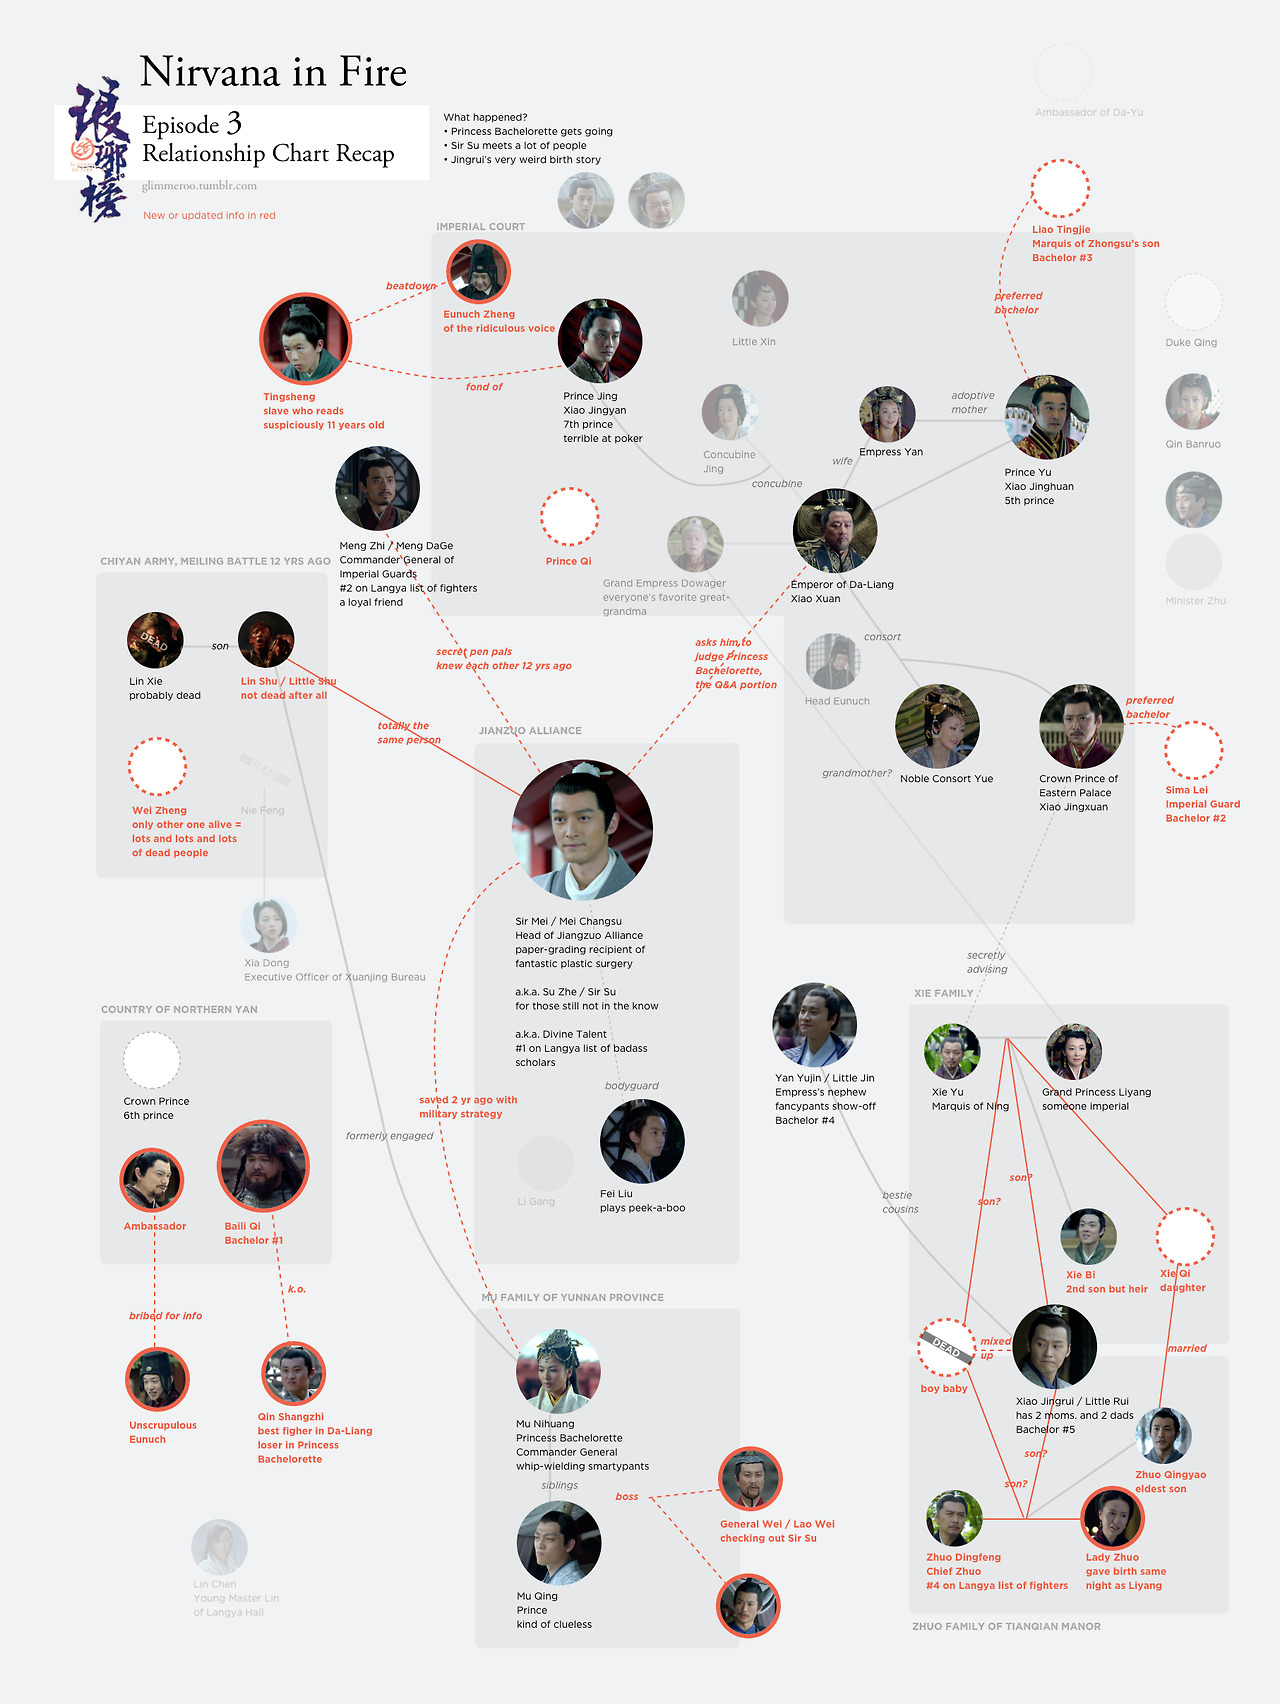 Nirvana in Fire
琅琊榜
Episode 3
Relationship Chart Recap
glimmeroo.tumblr.com
New or updated info in red
What happened?
• Princess Bachelorette gets going
• Sir Su meets a lot of people
• Jingrui's very weird birth story
Ambassador of Da-Yu
IMPERIAL COURT
Liao Tingjie
Marquis of Zhongsu's son
Bachelor #3
beatdown
Eunuch Zheng
of the ridiculous voice
preferred
bachelor
Little Xin
Duke Qing
fond of
Tingsheng
slave who reads
suspiciously 11 years old
Prince Jing
Xiao Jingyan
7th prince
terrible at poker
adoptive
mother
Concubine
Jing
wife
Empress Yan
Qin Banruo
concubine
Prince Yu
Xiao Jinghuan
5th prince
Meng Zhi / Meng DaGe
Commander General of
Imperial Guards
#2 on Langya list of fighters
a loyal friend
Prince Qi
Grand Empress Dowager
everyone's favorite great-
grandma
Emperor of Da-Liang
Xiao Xuan
Minister Zhu
CHIYAN ARMY, MEILING BATTLE 12 YRS AGO
DEAD
son
Lin Xie
probably dead
Lin Shu / Little Shu
not dead after all
secret pen pals
knew each other 12 yrs ago
asks him to
judge Princess
Bachelorette,
the Q&A portion
consort
Head Eunuch
totally the
same person
JIANZUO ALLIANCE
preferred
bachelor
grandmother?
Noble Consort Yue
Crown Prince of
Eastern Palace
Xiao Jingxuan
Sima Lei
Imperial Guard
Bachelor #2
DEAD
Nie Feng
Wei Zheng
only other one alive =
lots and lots and lots
of dead people
Xia Dong
Executive Officer of Xuanjing Bureau
Sir Mei / Mei Changsu
Head of Jiangzuo Alliance
paper-grading recipient of
fantastic plastic surgery
a.k.a. Su Zhe / Sir Su
for those still not in the know
a.k.a. Divine Talent
#1 on Langya list of badass
scholars
secretly
advising
XIE FAMILY
COUNTRY OF NORTHERN YAN
Crown Prince
6th prince
bodyguard
saved 2 yr ago with
military strategy
formerly engaged
Yan Yujin / Little Jin
Empress's nephew
fancypants show-off
Bachelor #4
Xie Yu
Marquis of Ning
Grand Princess Liyang
someone imperial
Li Gang
Fei Liu
plays peek-a-boo
bestie
cousins
son?
son?
Ambassador
Baili Qi
Bachelor #1
Xie Bi
2nd son but heir
Xie Qi
daughter
k.o.
bribed for info
MU FAMILY OF YUNNAN PROVINCE
DEAD
mixed
up
married
boy baby
Xiao Jingrui / Little Rui
has 2 moms. and 2 dads
Bachelor #5
Unscrupulous
Eunuch
Qin Shangzhi
best figher in Da-Liang
loser in Princess
Bachelorette
Mu Nihuang
Princess Bachelorette
Commander General
whip-wielding smartypants
son?
son?
Zhuo Qingyao
eldest son
siblings
boss
General Wei / Lao Wei
checking out Sir Su
Zhuo Dingfeng
Chief Zhuo
#4 on Langya list of fighters
Lady Zhuo
gave birth same
night as Liyang
Lin Chen
Young Master Lin
of Langya Hall
Mu Qing
Prince
kind of clueless
ZHUO FAMILY OF TIANQIAN MANOR